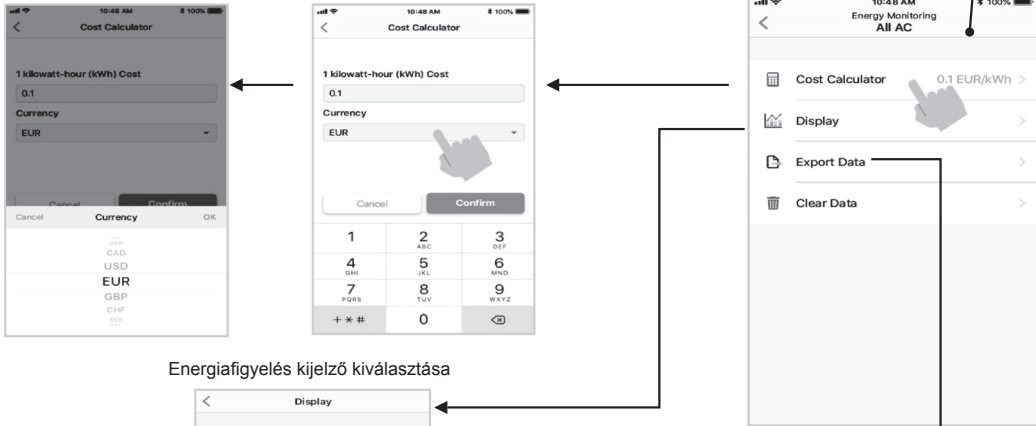 10:48 AM 100%
Cost Calculator
1 kilowatt-hour (kWh) Cost
0.1
Currency
EUR
Cancel Confirm
Cancel Currency OK
CAD
USD
EUR
GBP
CHF
SEK
10:48 AM 100%
Cost Calculator
1 kilowatt-hour (kWh) Cost
0.1
Currency
EUR
Cancel Confirm
1 2 3
ABC DEF
4 5 6
GHI JKL MNO
7 8 9
PQRS TUV WXYZ
+*# 0
10:48 AM 100%
Energy Monitoring
All AC
Cost Calculator 0.1 EUR/kWh >
Display >
Export Data >
Clear Data >
Energiafigyelés kijelző kiválasztása
Display